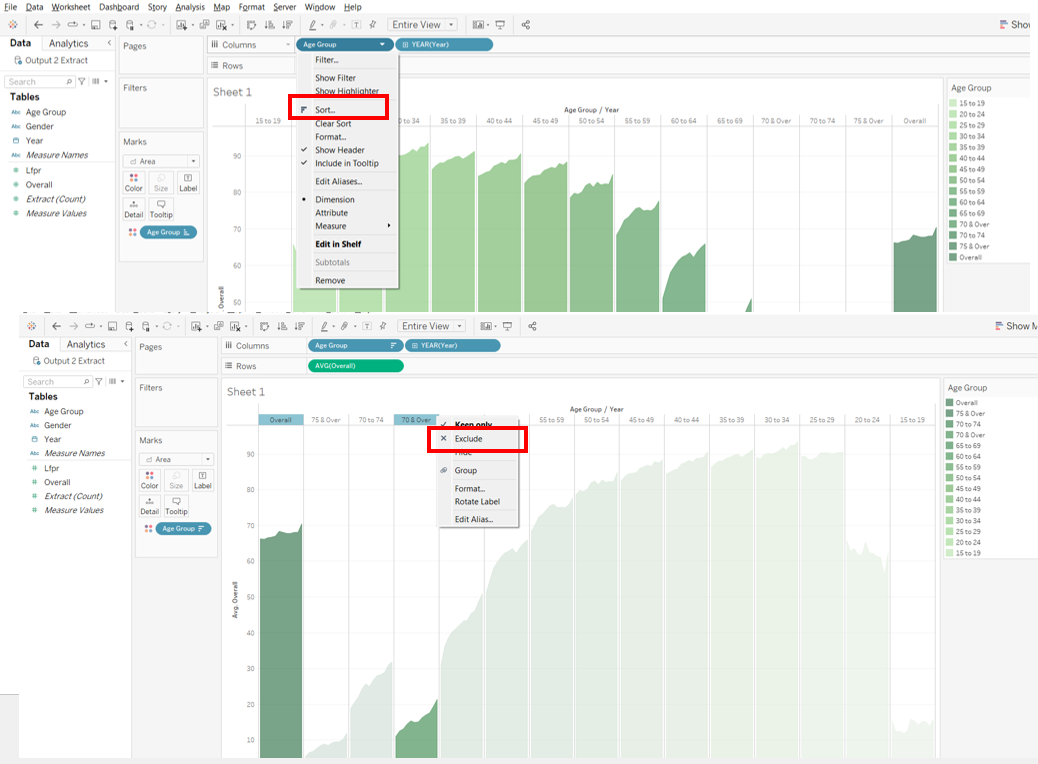 File Data Worksheet Dashboard Story Analysis Map Format Server Window Help
Entire View
Show
Data Analytics
Output 2 Extract
Search
Tables
Abc Age Group
Abc Gender
Year
Abc Measure Names
Lfpr
Overall
Extract (Count)
Measure Values
Pages
Filters
Marks
Area
Color Size Label
Detail Tooltip
Age Group
Columns
Age Group
YEAR(Year)
Rows
Sheet 1
Filter...
Show Filter
Show Highlighter
Sort...
Clear Sort
Format...
Show Header
Include in Tooltip
Edit Aliases...
Dimension
Attribute
Measure
Edit in Shelf
Subtotals
Remove
Age Group / Year
15 to 19 30 to 34 35 to 39 40 to 44 45 to 49 50 to 54 55 to 59 60 to 64 70 & Over 70 to 74 75 & Over Overall
90
80
70
60
50
Overall
Age Group
15 to 19
20 to 24
25 to 29
30 to 34
35 to 39
40 to 44
45 to 49
50 to 54
55 to 59
60 to 64
65 to 69
70 & Over
70 to 74
75 & Over
Overall
Entire View
Show M
Data Analytics
Output 2 Extract
Search
Tables
Abc Age Group
Abc Gender
Year
Abc Measure Names
Lfpr
Overall
Extract (Count)
Measure Values
Pages
Filters
Marks
Area
Color Size Label
Detail Tooltip
Age Group
Columns
Age Group
YEAR(Year)
Rows
AVG(Overall)
Sheet 1
Age Group / Year
Overall 75 & Over 70 to 74 70 & Over 55 to 59 50 to 54 45 to 49 40 to 44 35 to 39 30 to 34 25 to 29 20 to 24 15 to 19
Keep only
Exclude
Hide
Group
Format...
Rotate Label
Edit Alias...
90
80
70
60
50
40
30
20
10
Avg. Overall
Age Group
Overall
75 & Over
70 to 74
70 & Over
65 to 69
60 to 64
55 to 59
50 to 54
45 to 49
40 to 44
35 to 39
30 to 34
25 to 29
20 to 24
15 to 19